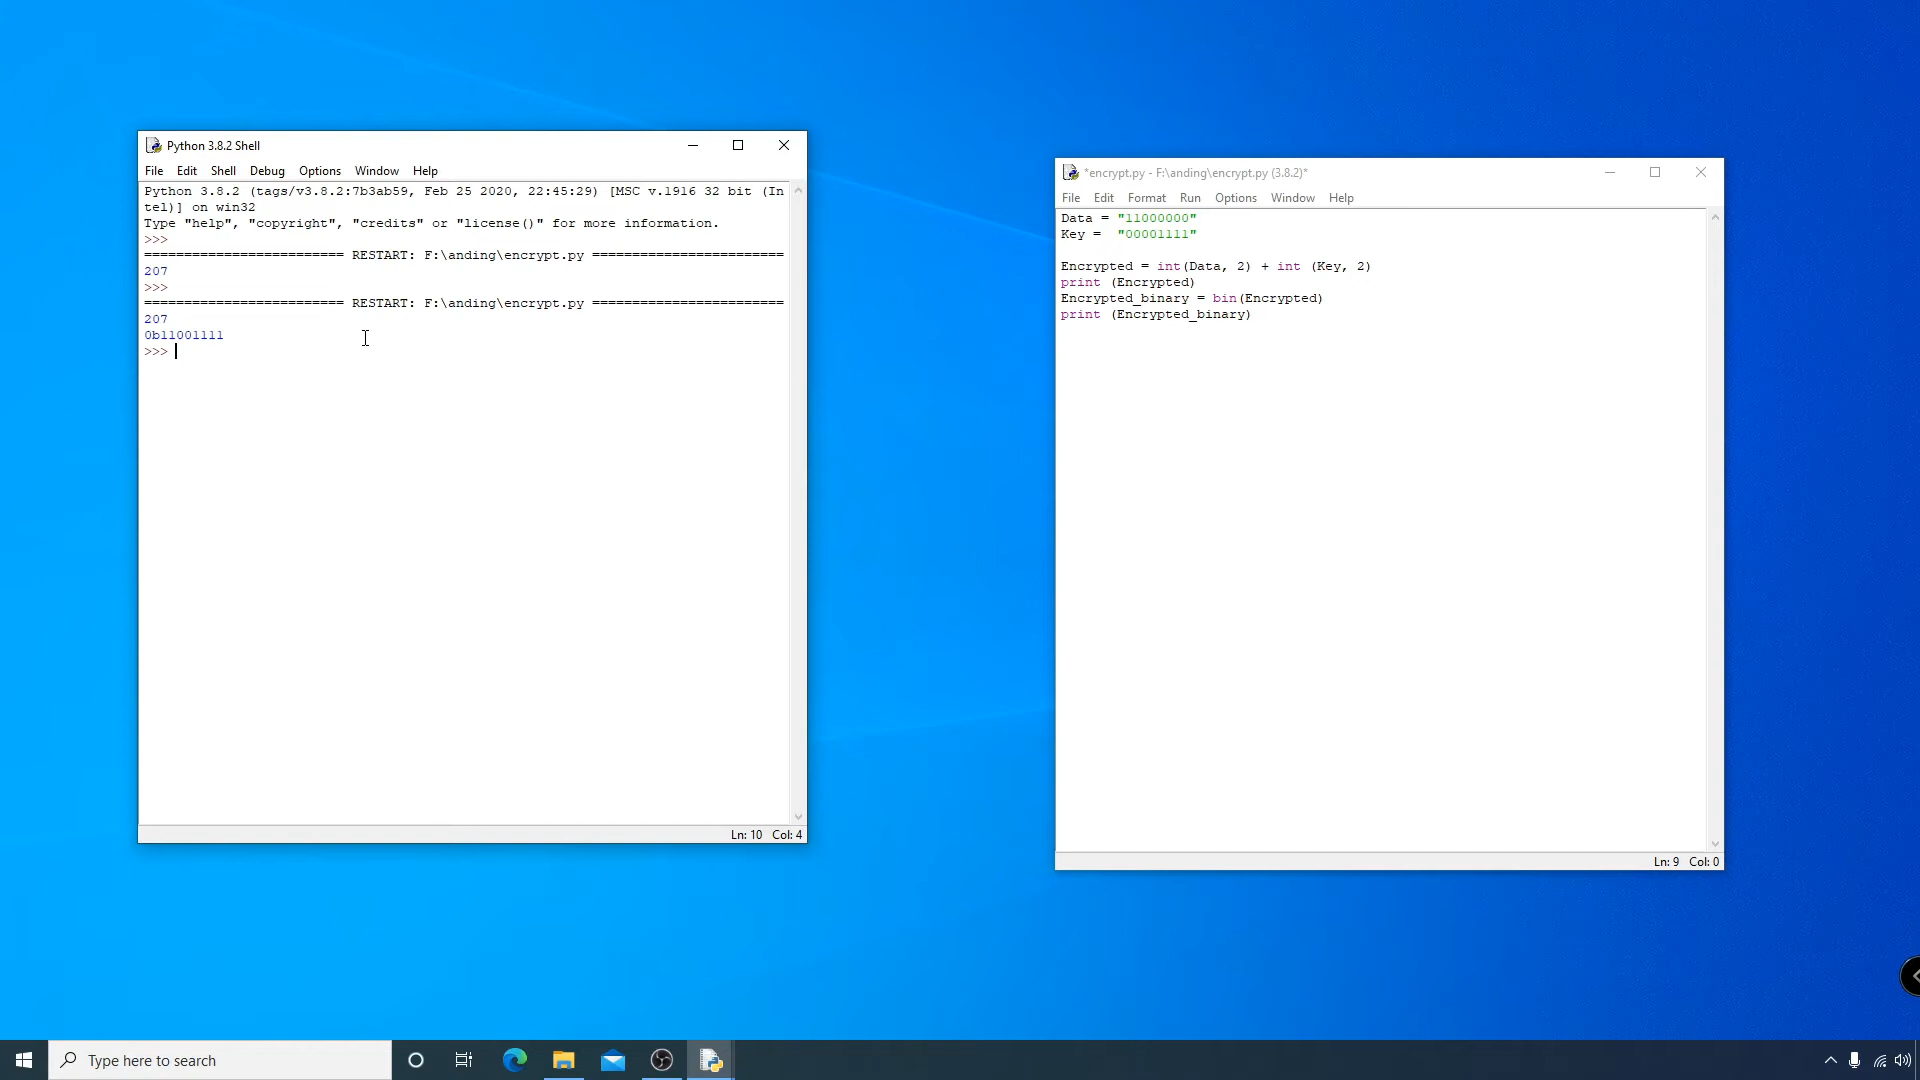 Python 3.8.2 Shell
File Edit Shell Debug Options Window Help
Python 3.8.2 (tags/v3.8.2:7b3ab59, Feb 25 2020, 22:45:29) [MSC v.1916 32 bit (In
tel)] on win32
Type "help", "copyright", "credits" or "license()" for more information.
>>>
========================= RESTART: F:\anding\encrypt.py ========================
207
>>>
========================= RESTART: F:\anding\encrypt.py ========================
207
0b11001111
>>>
Ln: 10 Col: 4
*encrypt.py - F:\anding\encrypt.py (3.8.2)*
File Edit Format Run Options Window Help
Data = "11000000"
Key =  "00001111"
Encrypted = int(Data, 2) + int (Key, 2)
print (Encrypted)
Encrypted_binary = bin(Encrypted)
print (Encrypted_binary)
Ln: 9 Col: 0
Type here to search